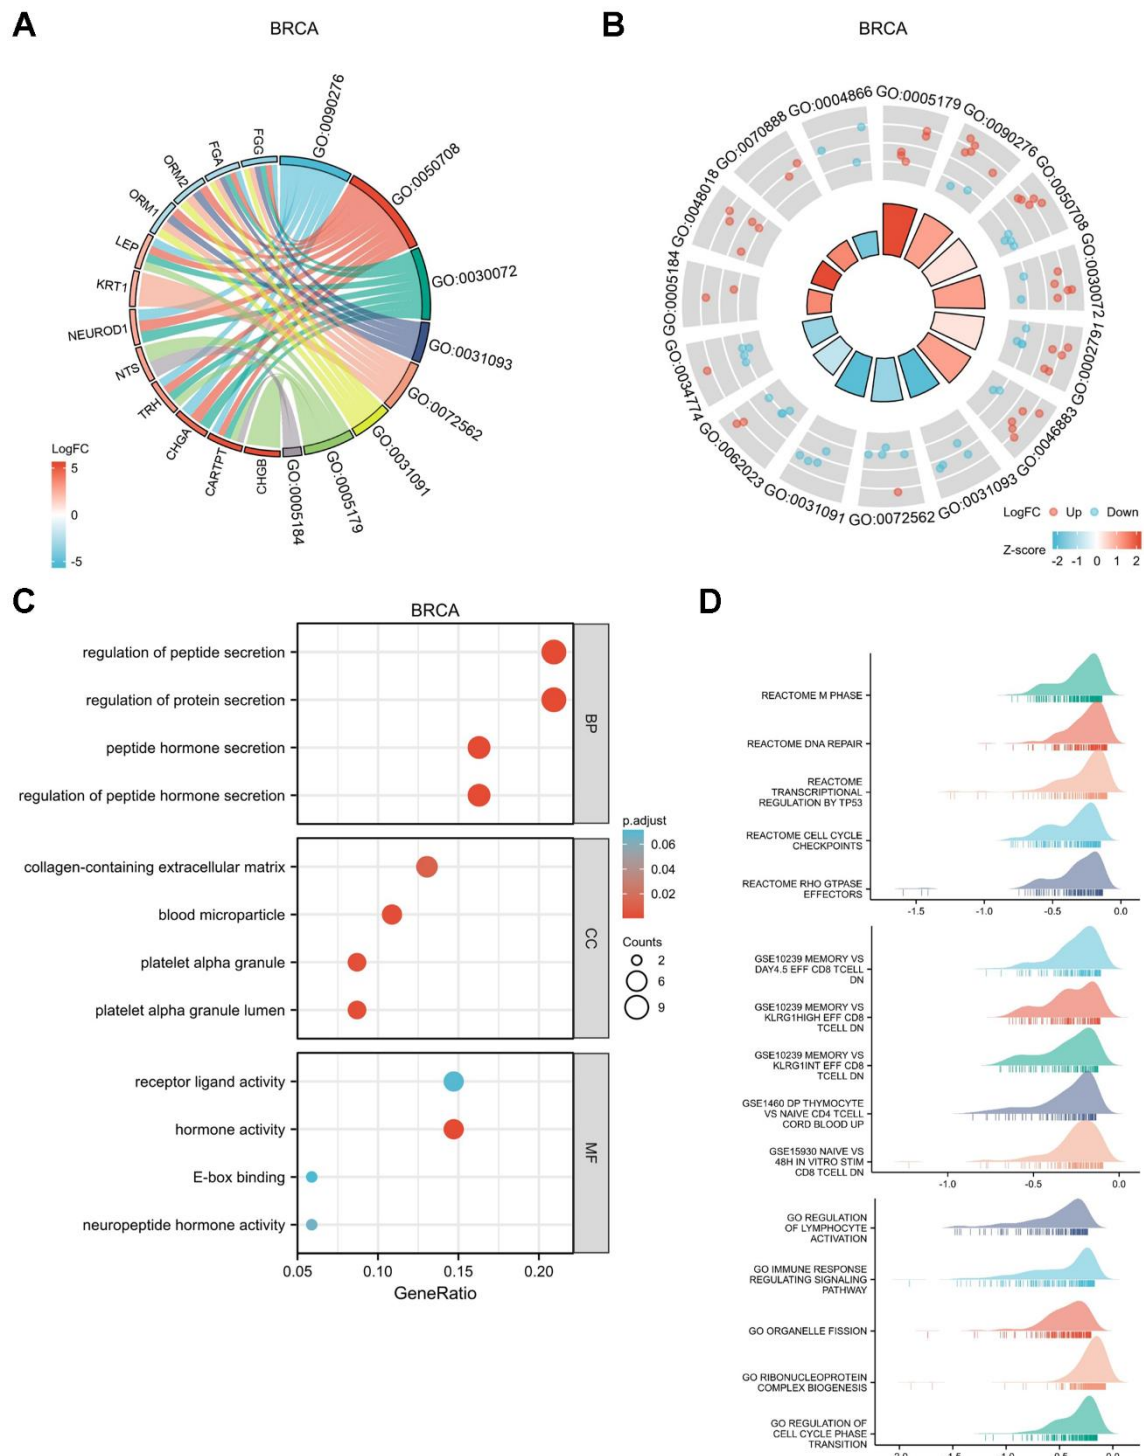 A
BRCA
GO:0090276
GO:0050708
GO:0030072
GO:0031093
GO:0072562
GO:0031091
GO:0005179
GO:0005184
CHGB
CARTPT
CHGA
TRH
NTS
NEUROD1
KRT1
LEP
ORM1
ORM2
FGA
FGG
LogFC
5
0
-5
B
BRCA
GO:0005179
GO:0090276
GO:0050708
GO:0030072
GO:0002791
GO:0046883
GO:0031093
GO:0072562
GO:0031091
GO:0062023
GO:0034774
GO:0005184
GO:0048018
GO:0070888
GO:0004866
LogFC Up Down
Z-score
-2 -1 0 1 2
C
BRCA
regulation of peptide secretion
regulation of protein secretion
peptide hormone secretion
regulation of peptide hormone secretion
BP
collagen-containing extracellular matrix
blood microparticle
platelet alpha granule
platelet alpha granule lumen
CC
receptor ligand activity
hormone activity
E-box binding
neuropeptide hormone activity
MF
0.05 0.10 0.15 0.20
GeneRatio
p.adjust
0.06
0.04
0.02
Counts
2
6
9
D
REACTOME M PHASE
REACTOME DNA REPAIR
REACTOME
TRANSCRIPTIONAL
REGULATION BY TP53
REACTOME CELL CYCLE
CHECKPOINTS
REACTOME RHO GTPASE
EFFECTORS
-1.5 -1.0 -0.5 0.0
GSE10239 MEMORY VS
DAY4.5 EFF CD8 TCELL
DN
GSE10239 MEMORY VS
KLRG1HIGH EFF CD8
TCELL DN
GSE10239 MEMORY VS
KLRG1INT EFF CD8
TCELL DN
GSE1460 DP THYMOCYTE
VS NAIVE CD4 TCELL
CORD BLOOD UP
GSE15930 NAIVE VS
48H IN VITRO STIM
CD8 TCELL DN
-1.0 -0.5 0.0
GO REGULATION
OF LYMPHOCYTE
ACTIVATION
GO IMMUNE RESPONSE
REGULATING SIGNALING
PATHWAY
GO ORGANELLE FISSION
GO RIBONUCLEOPROTEIN
COMPLEX BIOGENESIS
GO REGULATION OF
CELL CYCLE PHASE
TRANSITION